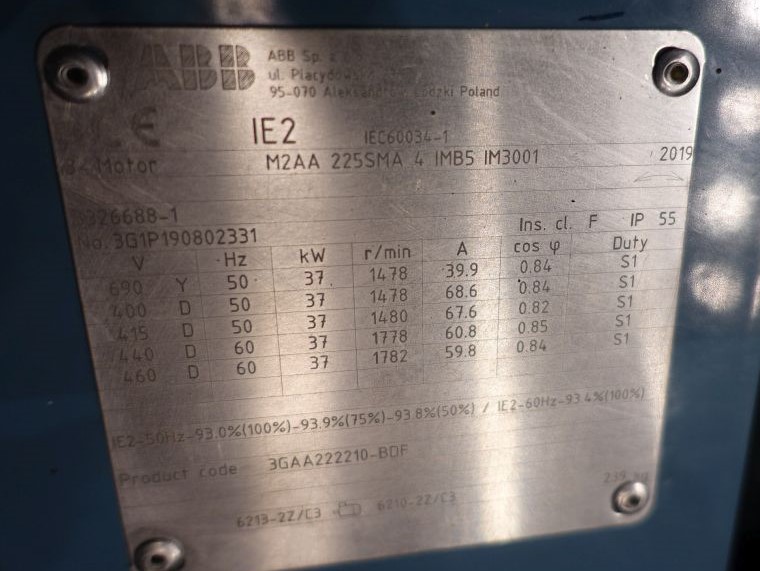 ABB
ABB Sp.
ul. Placydow
95-070 Aleksandrów Łódzki Poland
CE
IE2 IEC60034-1
3~Motor M2AA 225SMA 4 IMB5 IM3001 2019
326688-1
No. 3G1P190802331 Ins. cl. F IP 55
V Hz kW r/min A cos φ Duty
690 Y 50 37 1478 39.9 0.84 S1
400 D 50 37 1478 68.6 0.84 S1
415 D 50 37 1480 67.6 0.82 S1
440 D 60 37 1778 60.8 0.85 S1
460 D 60 37 1782 59.8 0.84 S1
IE2-50Hz-93.0%(100%)-93.9%(75%)-93.8%(50%) / IE2-60Hz-93.4%(100%)
Product code 3GAA222210-BDF
6213-2Z/C3 6210-2Z/C3